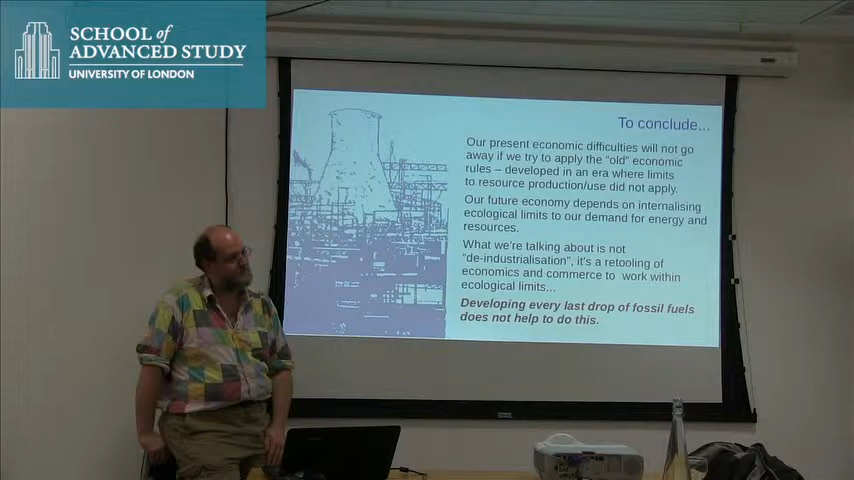 SCHOOL of
ADVANCED STUDY
UNIVERSITY OF LONDON
To conclude...
Our present economic difficulties will not go
away if we try to apply the "old" economic
rules – developed in an era where limits
to resource production/use did not apply.
Our future economy depends on internalising
ecological limits to our demand for energy and
resources.
What we're talking about is not
"de-industrialisation", it's a retooling of
economics and commerce to work within
ecological limits...
Developing every last drop of fossil fuels
does not help to do this.